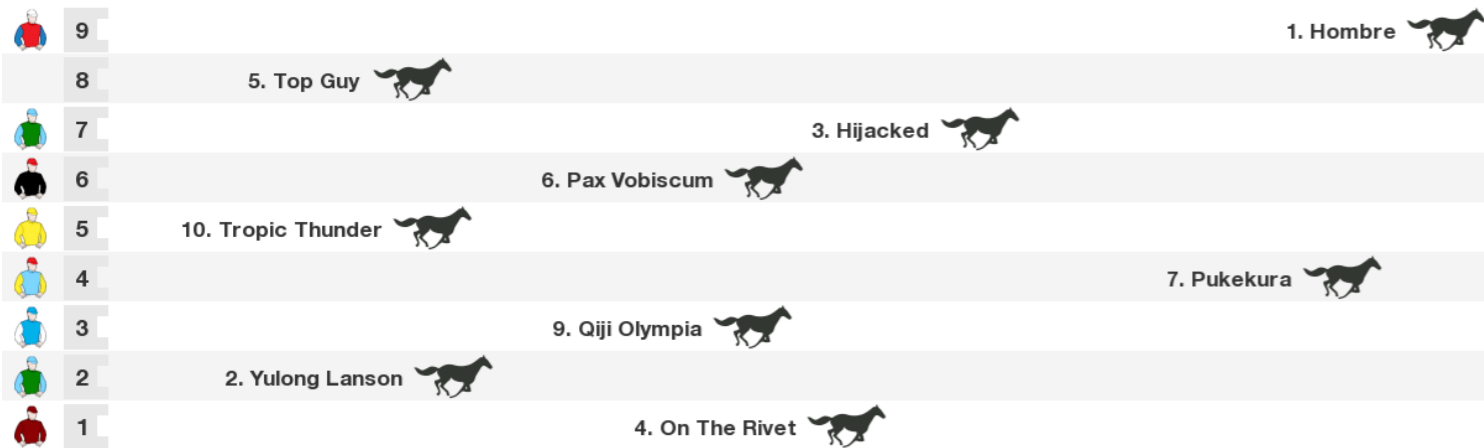 9 1. Hombre
8 5. Top Guy
7 3. Hijacked
6 6. Pax Vobiscum
5 10. Tropic Thunder
4 7. Pukekura
3 9. Qiji Olympia
2 2. Yulong Lanson
1 4. On The Rivet